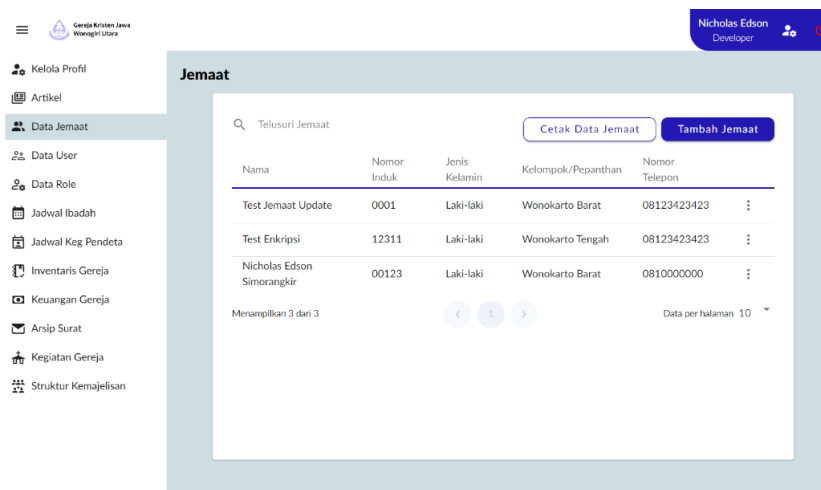 Gereja Kristen Jawa
Wonogiri Utara
Nicholas Edson
Developer
Kelola Profil
Artikel
Data Jemaat
Data User
Data Role
Jadwal Ibadah
Jadwal Keg Pendeta
Inventaris Gereja
Keuangan Gereja
Arsip Surat
Kegiatan Gereja
Struktur Kemajelisan
Jemaat
Telusuri Jemaat
Cetak Data Jemaat
Tambah Jemaat
Nama Nomor Induk Jenis Kelamin Kelompok/Pepanthan Nomor Telepon
Test Jemaat Update 0001 Laki-laki Wonokarto Barat 08123423423
Test Enkripsi 12311 Laki-laki Wonokarto Tengah 08123423423
Nicholas Edson Simorangkir 00123 Laki-laki Wonokarto Barat 0810000000
Menampilkan 3 dari 3 1 Data per halaman 10